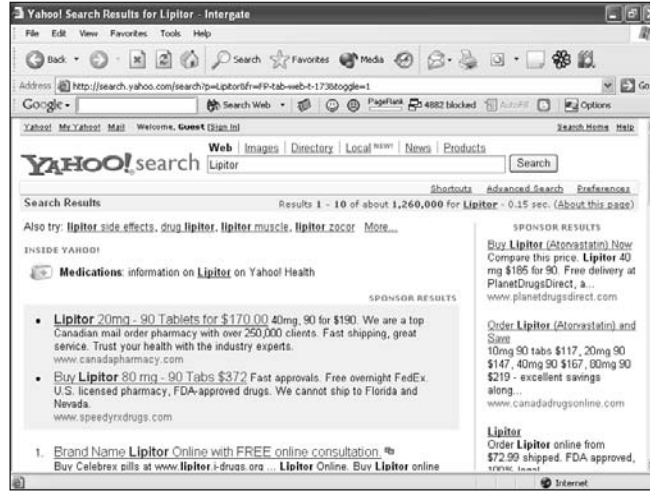 Yahoo! Search Results for Lipitor - Intergate
File Edit View Favorites Tools Help
Back Search Favorites Media
Address http://search.yahoo.com/search?p=Lipitor&fr=FP-tab-web-t-173&toggle=1 Go
Google Search Web PageRank 4882 blocked AutoFill Options
Yahoo! My Yahoo! Mail Welcome, Guest [Sign In] Search Home Help
Web | Images | Directory | Local NEW! | News | Products
YAHOO! search Lipitor Search
Shortcuts Advanced Search Preferences
Search Results Results 1 - 10 of about 1,260,000 for Lipitor - 0.15 sec. (About this page)
Also try: lipitor side effects, drug lipitor, lipitor muscle, lipitor zocor More...
INSIDE YAHOO!
Medications: information on Lipitor on Yahoo! Health
SPONSOR RESULTS
• Lipitor 20mg - 90 Tablets for $170.00 40mg, 90 for $190. We are a top
Canadian mail order pharmacy with over 250,000 clients. Fast shipping, great
service. Trust your health with the industry experts.
www.canadapharmacy.com
• Buy Lipitor 80 mg - 90 Tabs $372 Fast approvals. Free overnight FedEx.
U.S. licensed pharmacy, FDA-approved drugs. We cannot ship to Florida and
Nevada.
www.speedyrxdrugs.com
1. Brand Name Lipitor Online with FREE online consultation.
Buy Celebrex pills at www.lipitor.i-drugs.org ... Lipitor Online. Buy Lipitor online
SPONSOR RESULTS
Buy Lipitor (Atorvastatin) Now
Compare this price. Lipitor 40
mg $185 for 90. Free delivery at
PlanetDrugsDirect, a...
www.planetdrugsdirect.com
Order Lipitor (Atorvastatin) and
Save
10mg 90 tabs $117, 20mg 90
$147, 40mg 90 $167, 80mg 90
$219 - excellent savings
along...
www.canadadrugsonline.com
Lipitor
Order Lipitor online from
$72.99 shipped. FDA approved,
100% legal
Internet